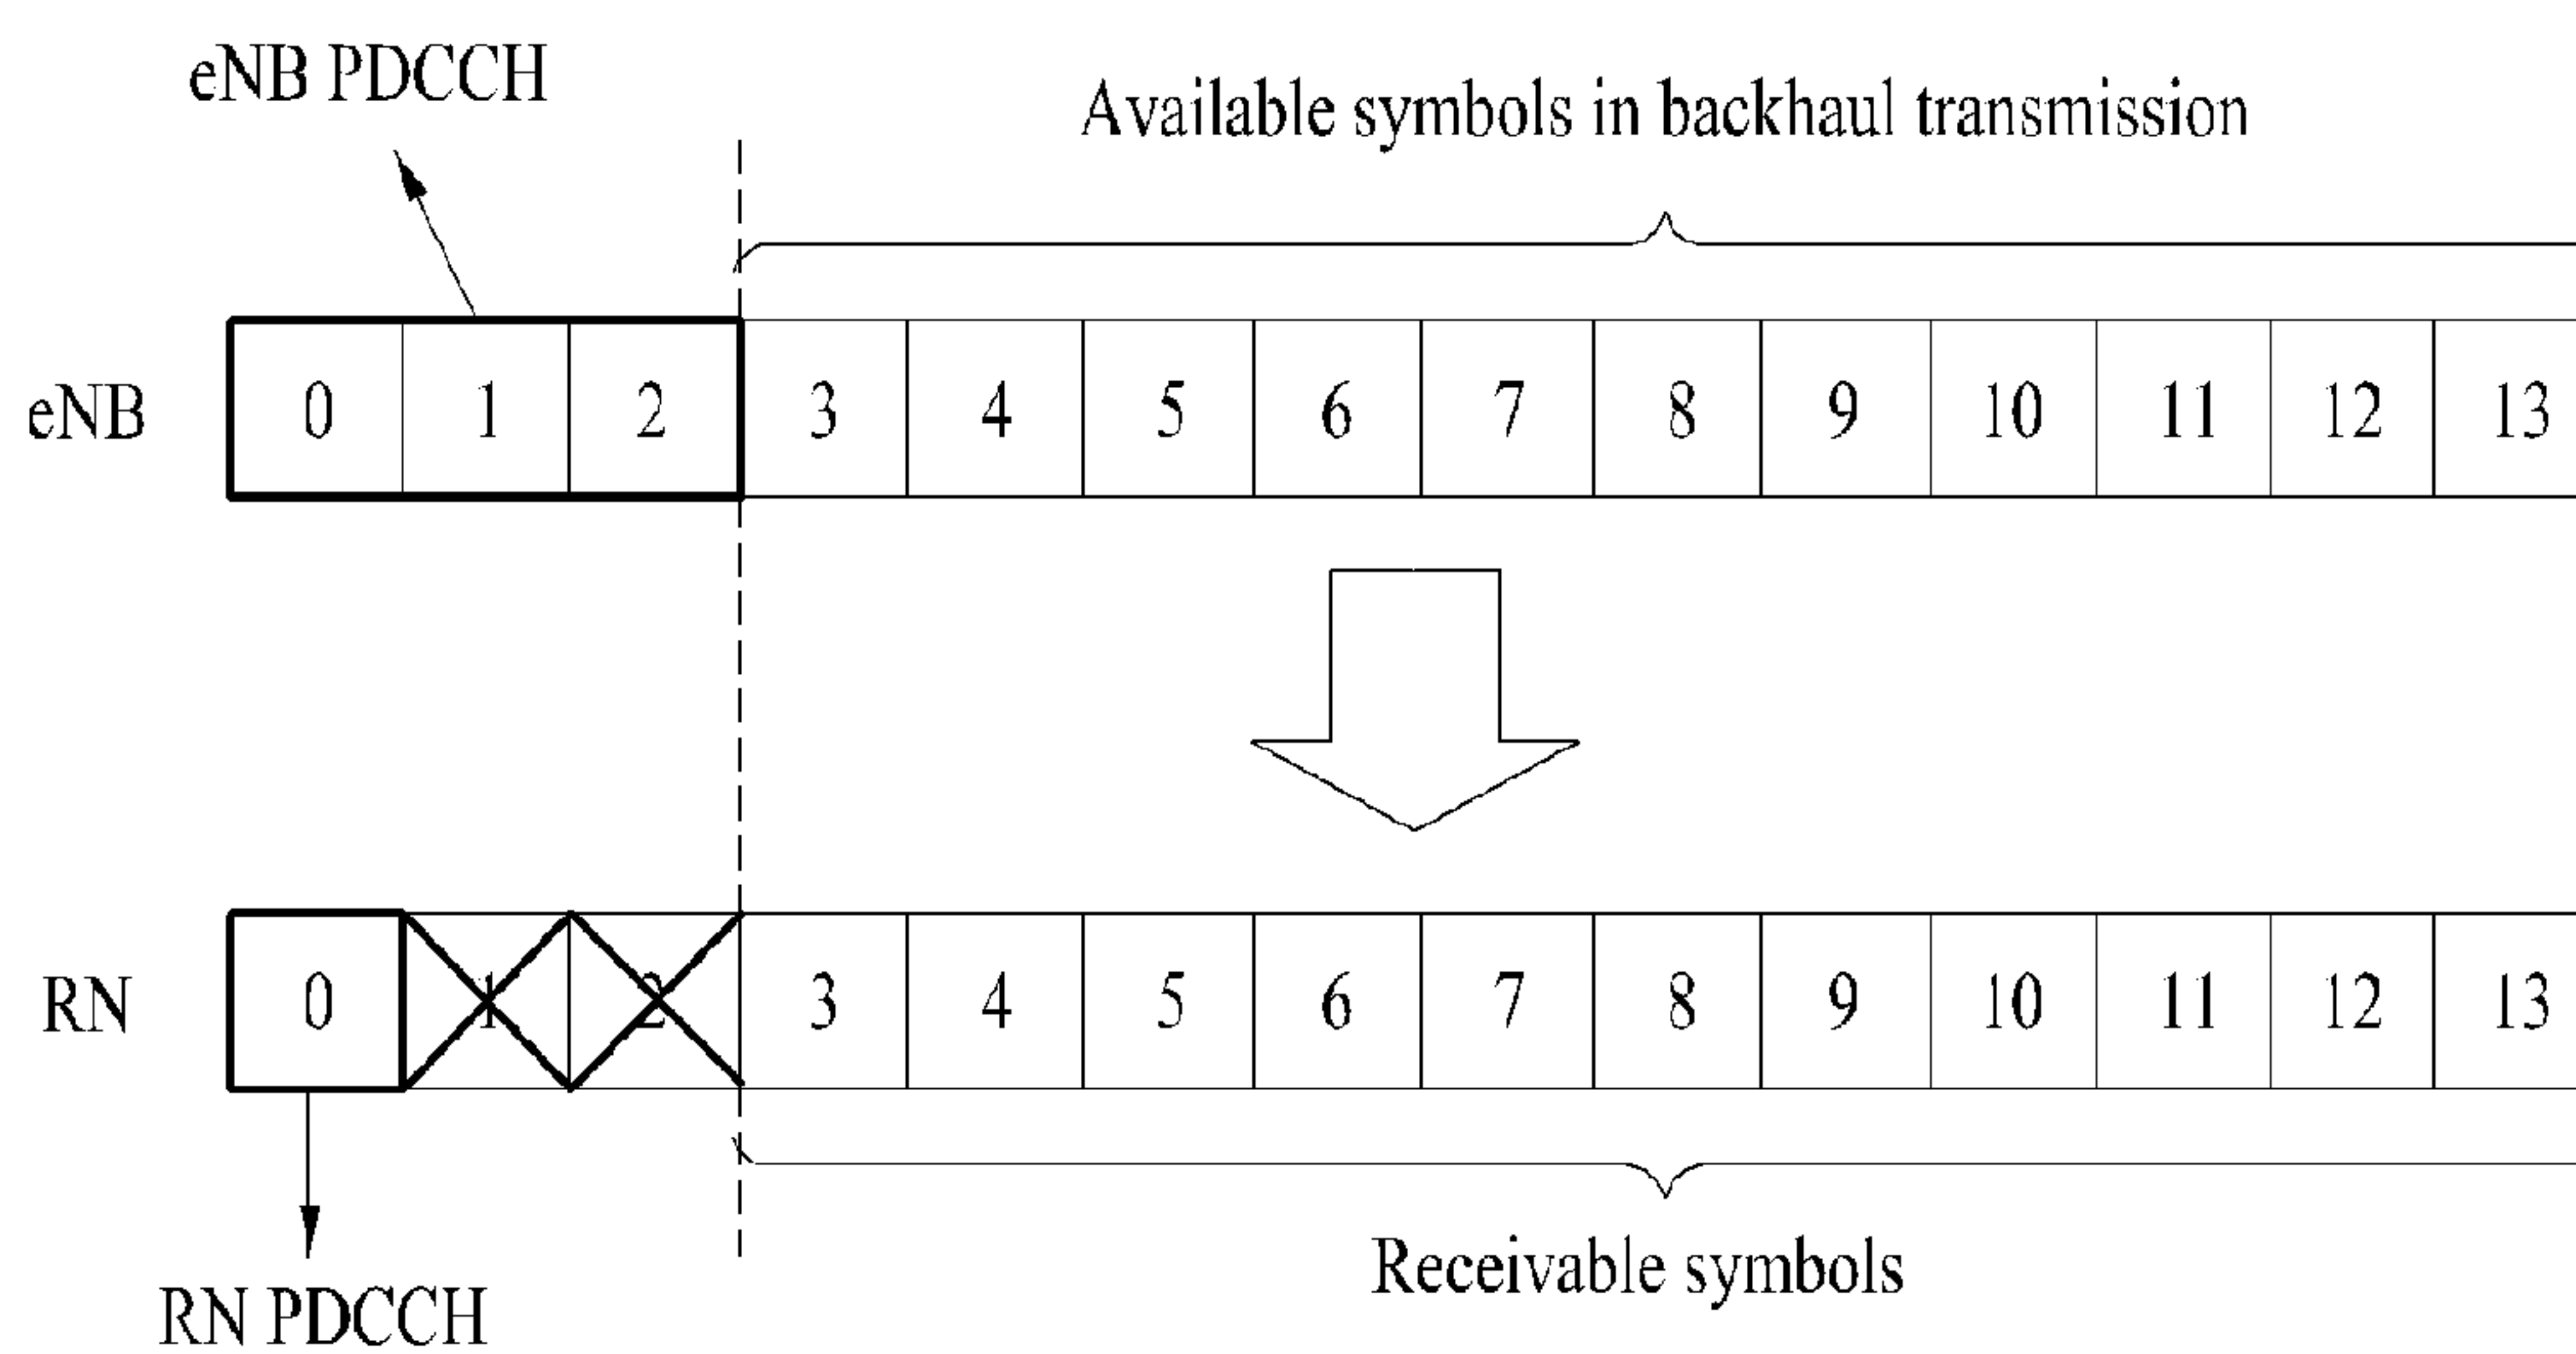 eNB PDCCH
Available symbols in backhaul transmission
eNB 0 1 2 3 4 5 6 7 8 9 10 11 12 13
RN 0 1 2 3 4 5 6 7 8 9 10 11 12 13
Receivable symbols
RN PDCCH